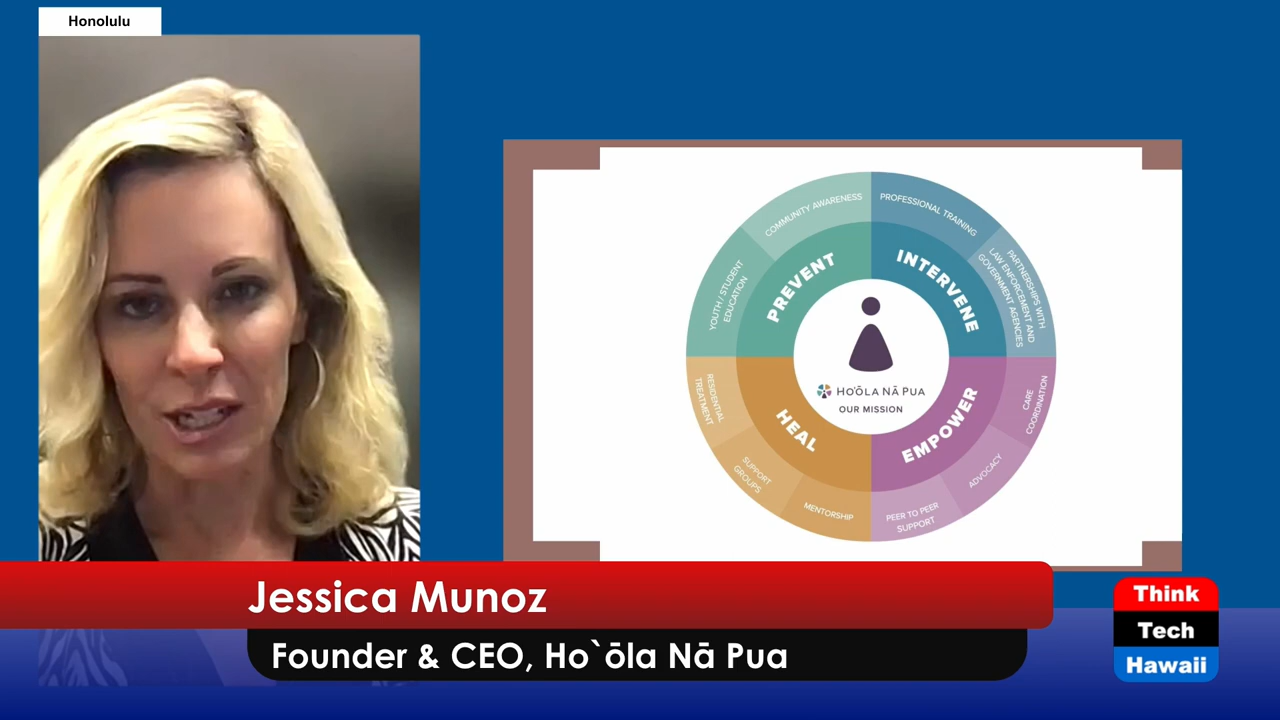 Honolulu
COMMUNITY AWARENESS
PROFESSIONAL TRAINING
YOUTH / STUDENT
EDUCATION
PREVENT
INTERVENE
PARTNERSHIPS WITH
LAW ENFORCEMENT AND
GOVERNMENT AGENCIES
HO'ŌLA NĀ PUA
OUR MISSION
RESIDENTIAL
TREATMENT
HEAL
EMPOWER
CARE
COORDINATION
SUPPORT
GROUPS
ADVOCACY
MENTORSHIP
PEER TO PEER
SUPPORT
Jessica Munoz
Founder & CEO, Ho`ōla Nā Pua
Think
Tech
Hawaii